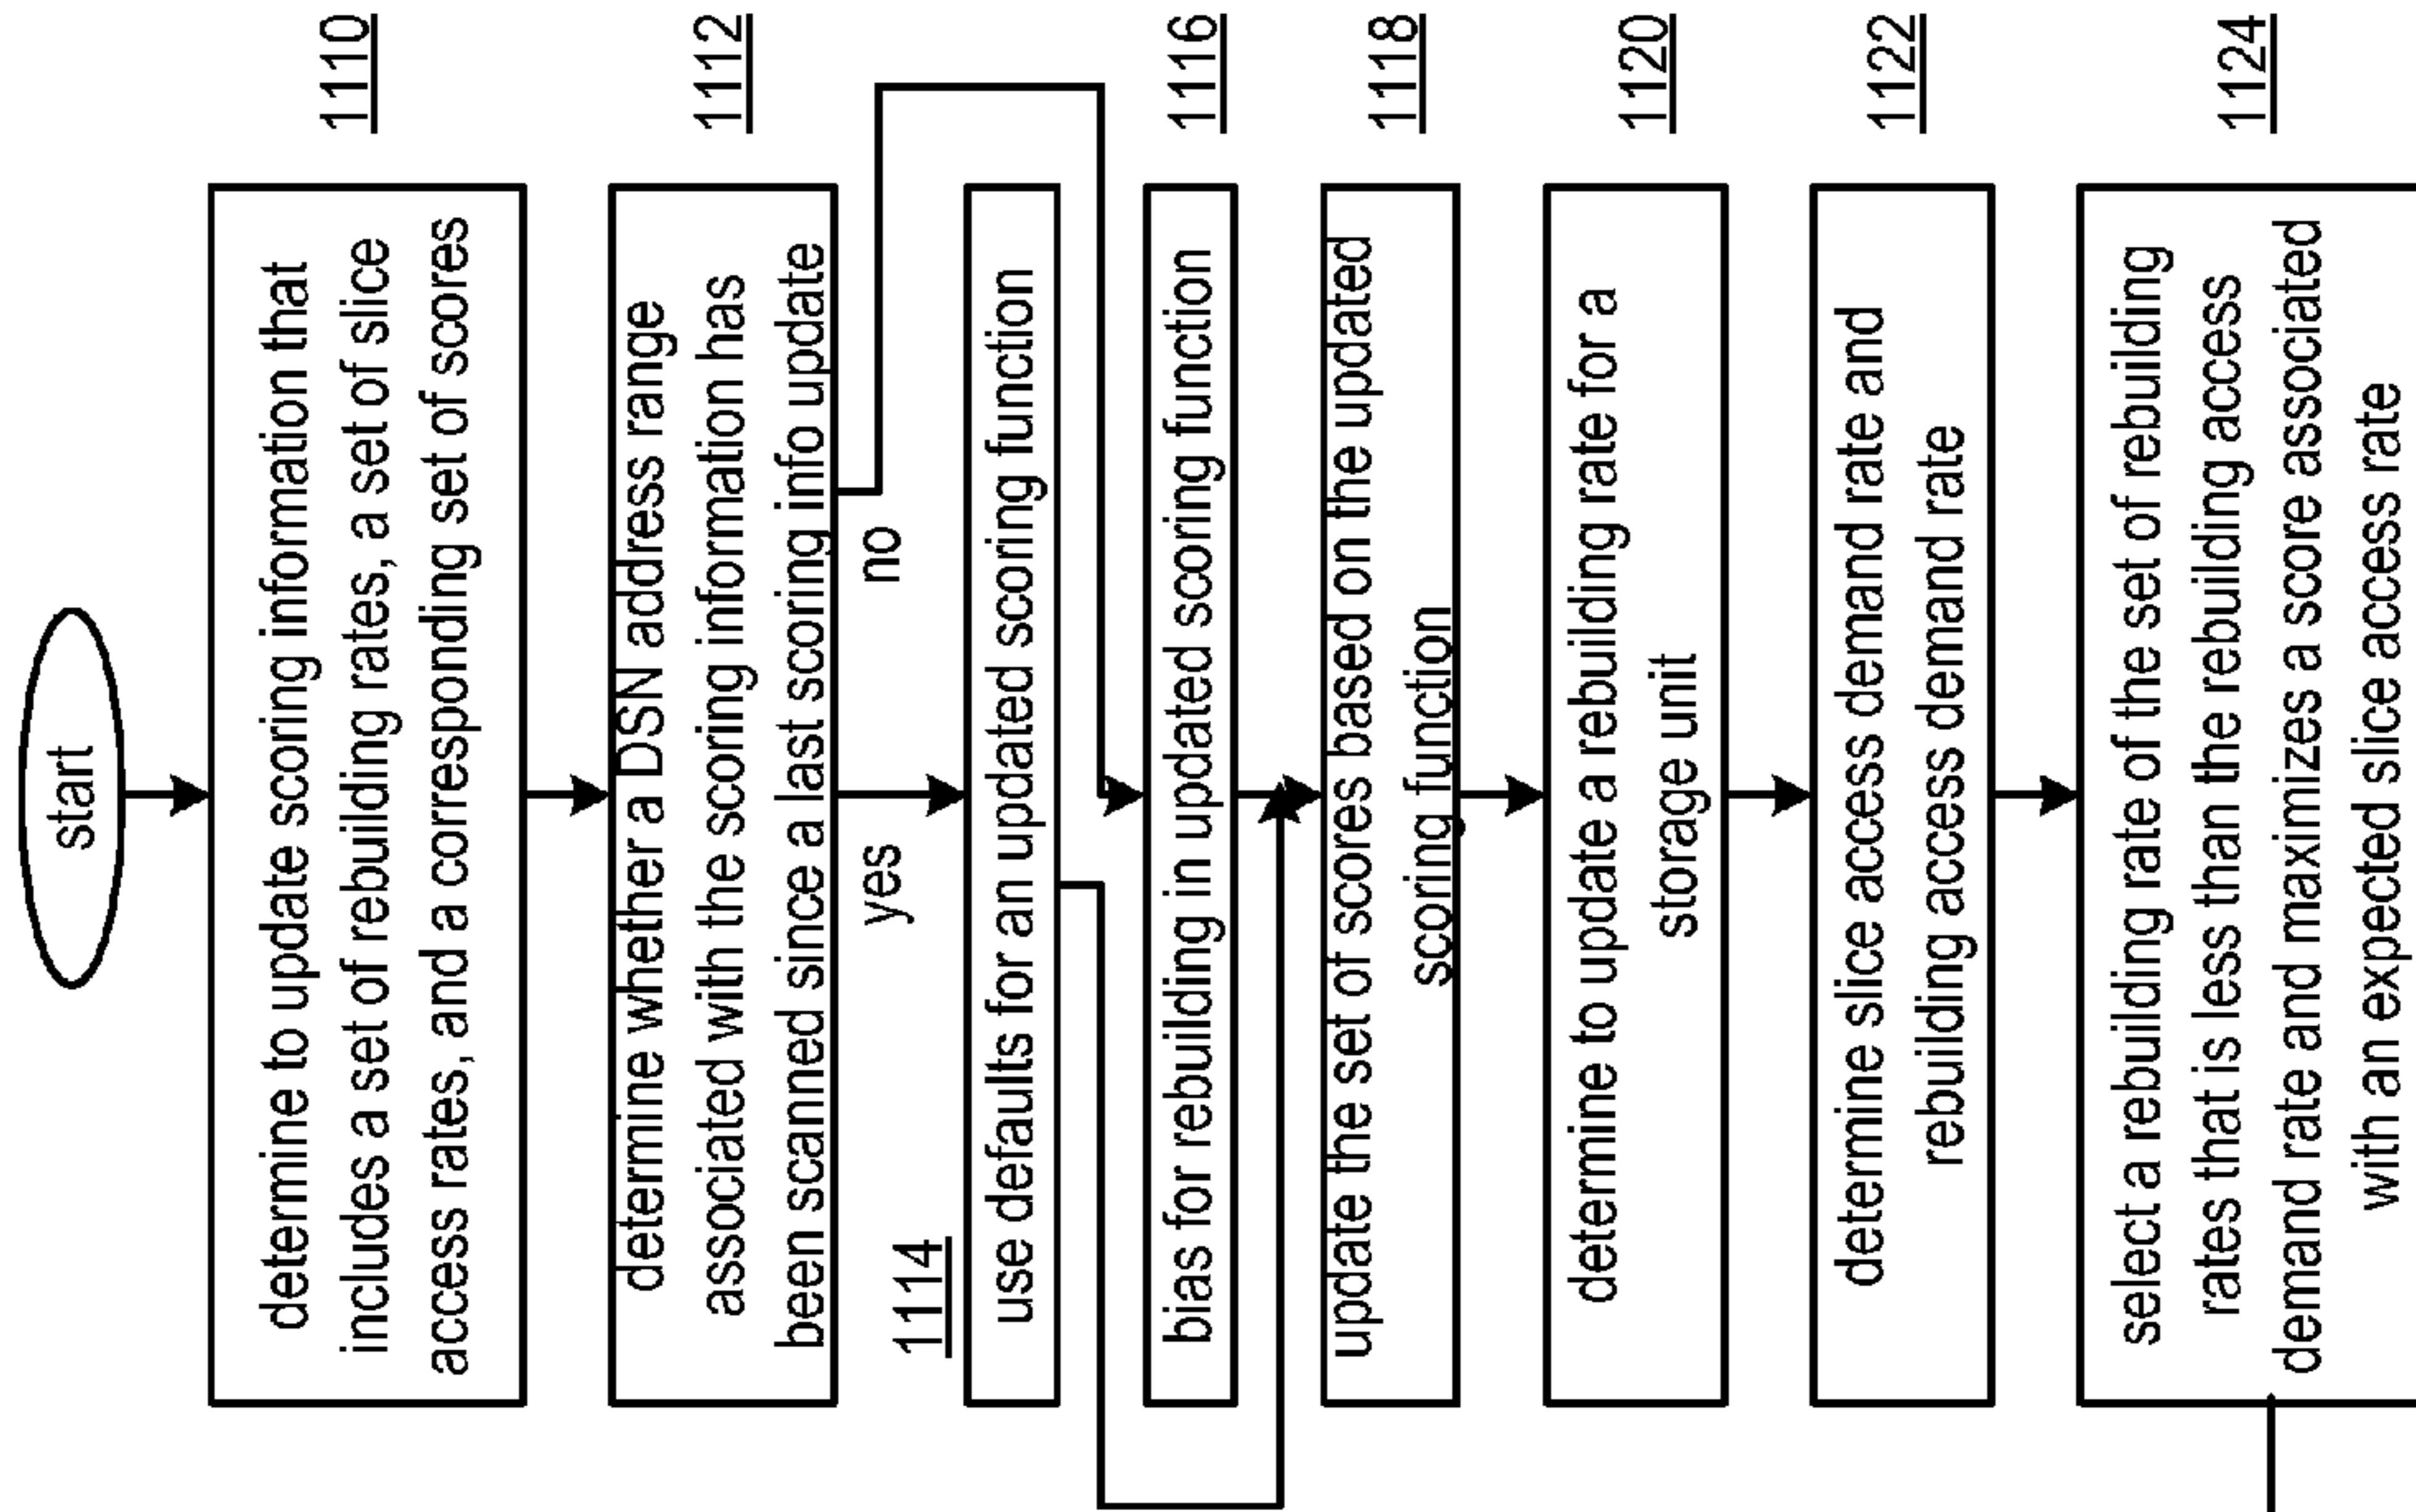 start
1110
determine to update scoring information that
includes a set of rebuilding rates, a set of slice
access rates, and a corresponding set of scores
1112
determine whether a DSN address range
associated with the scoring information has
been scanned since a last scoring info update
yes
no
1114
use defaults for an updated scoring function
1116
bias for rebuilding in updated scoring function
1118
update the set of scores based on the updated
scoring function
1120
determine to update a rebuilding rate for a
storage unit
1122
determine slice access demand rate and
rebuilding access demand rate
1124
select a rebuilding rate of the set of rebuilding
rates that is less than the rebuilding access
demand rate and maximizes a score associated
with an expected slice access rate